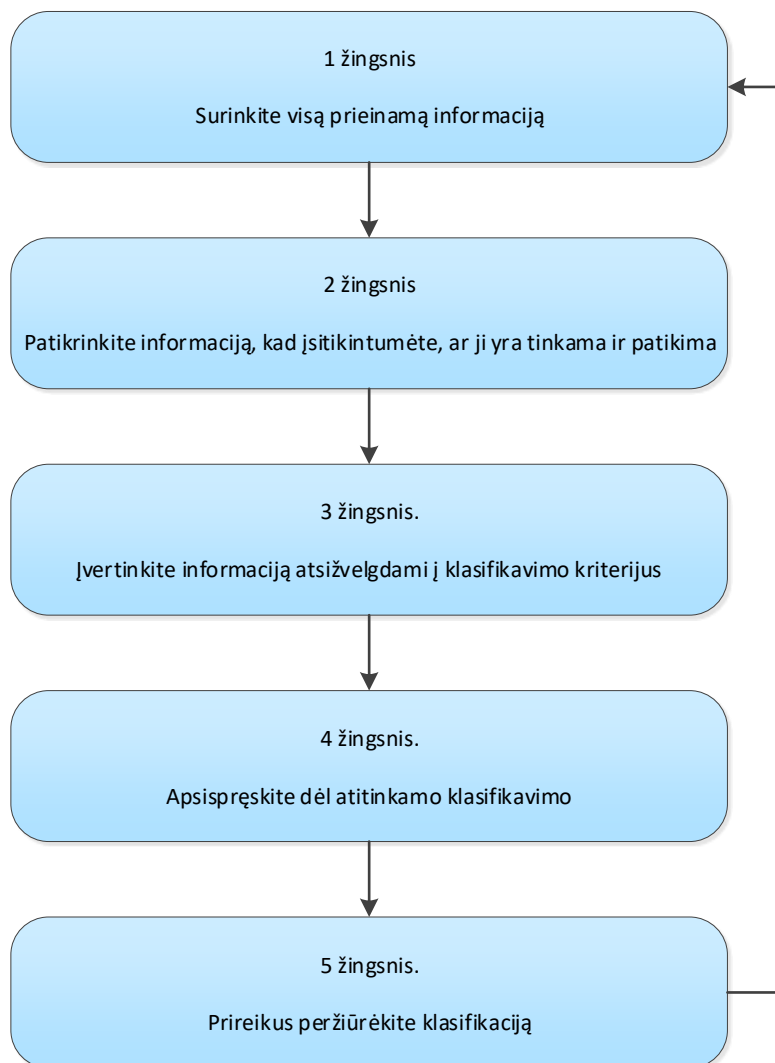 1 žingsnis
Surinkite visą prieinamą informaciją
2 žingsnis
Patikrinkite informaciją, kad įsitikintumėte, ar ji yra tinkama ir patikima
3 žingsnis.
Įvertinkite informaciją atsižvelgdami į klasifikavimo kriterijus
4 žingsnis.
Apsispręskite dėl atitinkamo klasifikavimo
5 žingsnis.
Prireikus peržiūrėkite klasifikaciją